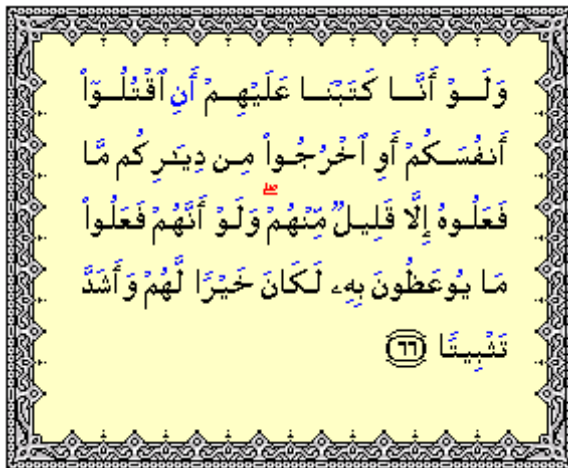 وَلَوْ أَنَّا كَتَبْنَا عَلَيْهِمْ أَنِ ٱقْتُلُوٓا۟
أَنفُسَكُمْ أَوِ ٱخْرُجُوا۟ مِن دِيَـٰرِكُم مَّا
فَعَلُوهُ إِلَّا قَلِيلٌ مِّنْهُمْ ۖ وَلَوْ أَنَّهُمْ فَعَلُوا۟
مَا يُوعَظُونَ بِهِۦ لَكَانَ خَيْرًا لَّهُمْ وَأَشَدَّ
تَثْبِيتًا ٦٦